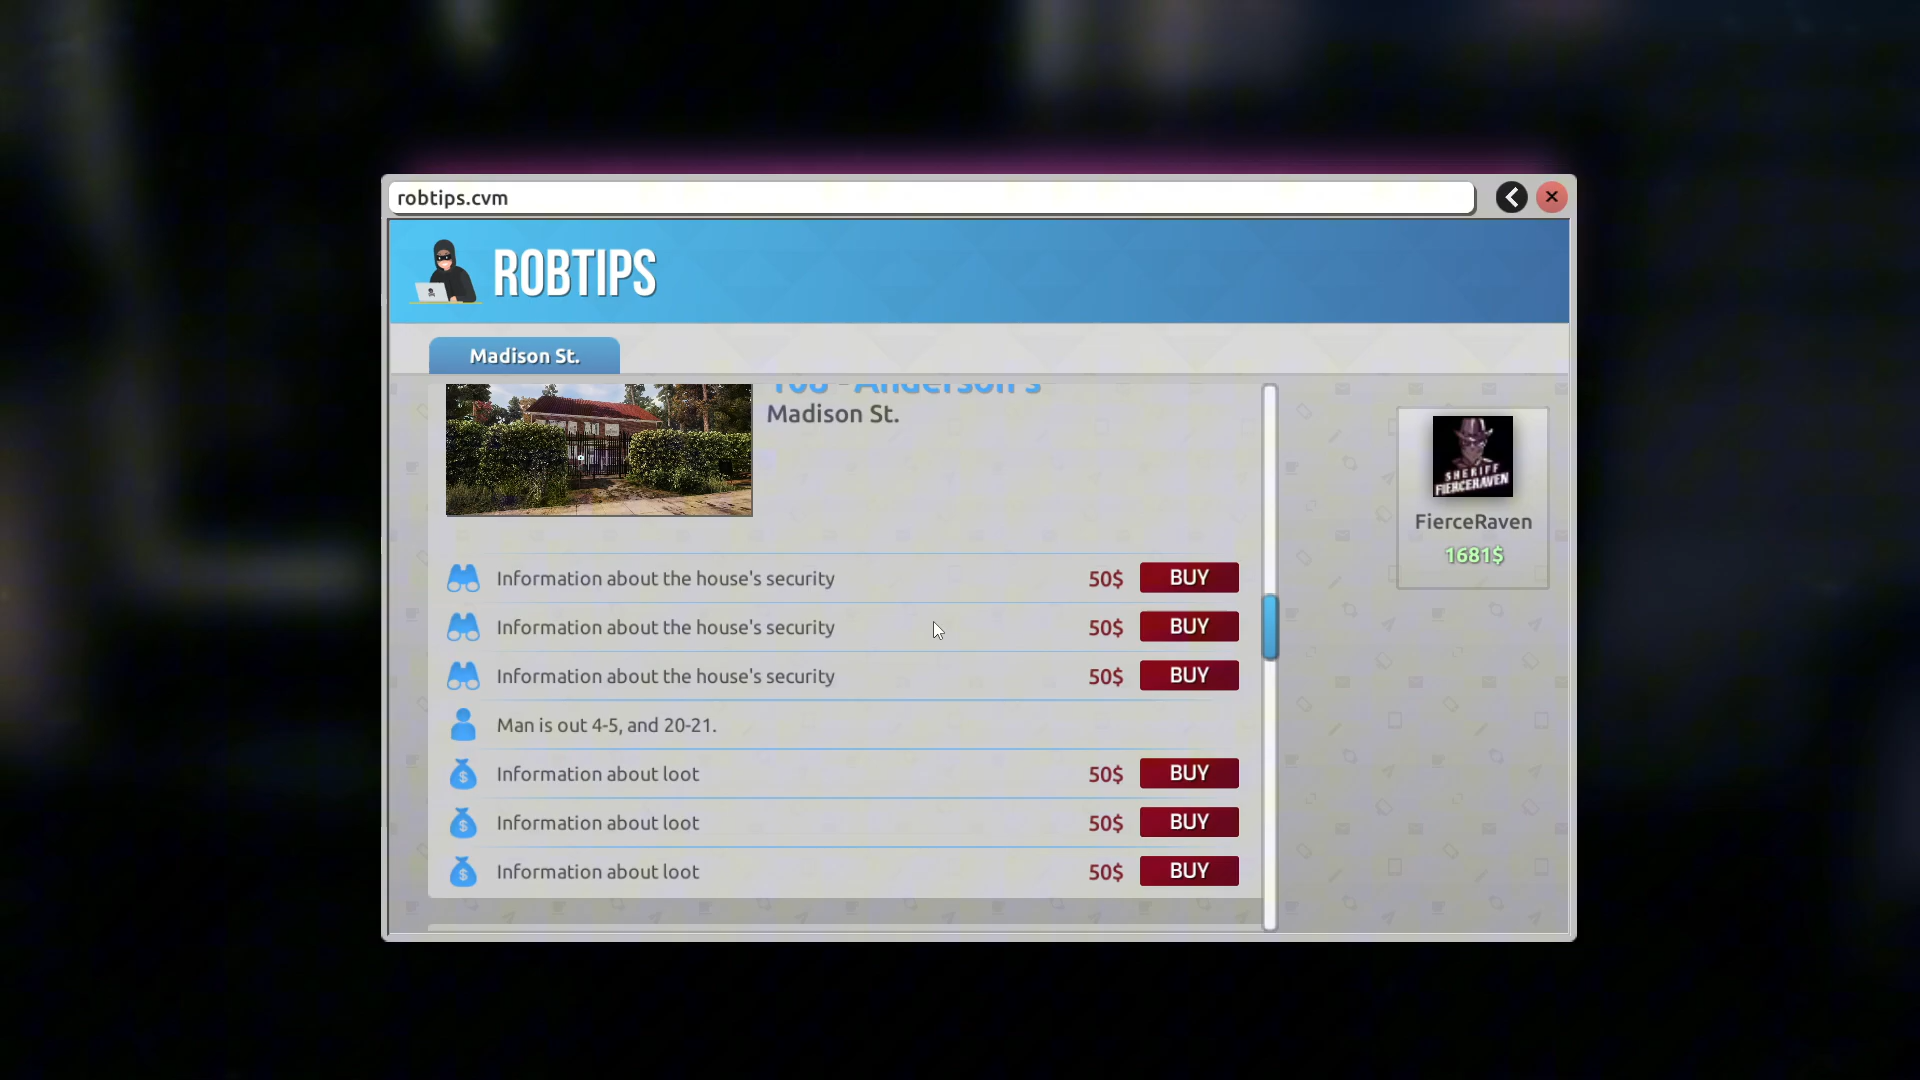 robtips.cvm
ROBTIPS
Madison St.
108 - Anderson's
Madison St.
SHERIFF
FIERCERAVEN
FierceRaven
1681$
Information about the house's security 50$ BUY
Information about the house's security 50$ BUY
Information about the house's security 50$ BUY
Man is out 4-5, and 20-21.
Information about loot 50$ BUY
Information about loot 50$ BUY
Information about loot 50$ BUY